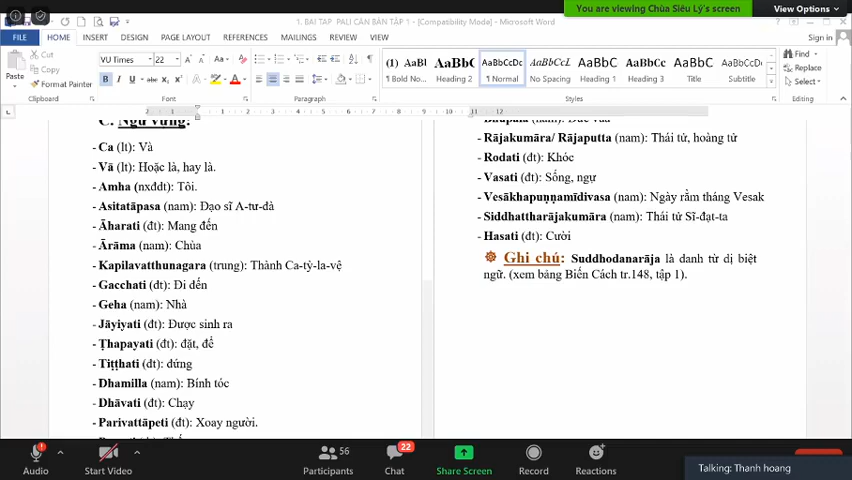 You are viewing Chùa Siêu Lý's screen
View Options
1. BAI TAP PALI CĂN BẢN TẬP 1 - [Compatibility Mode] - Microsoft Word
Sign in
FILE HOME INSERT DESIGN PAGE LAYOUT REFERENCES MAILINGS REVIEW VIEW
Cut
Copy
Format Painter
Paste
Clipboard
VU Times 22
Font
Paragraph
(1) AaBl AaBbC AaBbCcDc AaBbCcL AaBbC AaBbCc AaBbC AaBbCcD
¶ Bold No... Heading 2 ¶ Normal No Spacing Heading 1 Heading 3 Title Subtitle
Styles
Find
Replace
Select
Editing
C. Ngữ vựng:
- Ca (lt): Và
- Vā (lt): Hoặc là, hay là.
- Amha (nxđdt): Tôi.
- Asitatāpasa (nam): Đạo sĩ A-tư-đà
- Āharati (đt): Mang đến
- Ārāma (nam): Chùa
- Kapilavatthunagara (trung): Thành Ca-tỳ-la-vệ
- Gacchati (đt): Đi đến
- Geha (nam): Nhà
- Jāyiyati (đt): Được sinh ra
- Ṭhapayati (đt): đặt, để
- Tiṭṭhati (đt): đứng
- Dhamilla (nam): Bính tóc
- Dhāvati (đt): Chạy
- Parivattāpeti (đt): Xoay người.
- Rājakumāra/ Rājaputta (nam): Thái tử, hoàng tử
- Rodati (đt): Khóc
- Vasati (đt): Sống, ngự
- Vesākhapuṇṇamīdivasa (nam): Ngày rằm tháng Vesak
- Siddhattharājakumāra (nam): Thái tử Sĩ-đạt-ta
- Hasati (đt): Cười
Ghi chú: Suddhodanarāja là danh từ dị biệt
ngữ. (xem bảng Biến Cách tr.148, tập 1).
Audio
Start Video
56
Participants
22
Chat
Share Screen
Record
Reactions
Talking: Thanh hoang